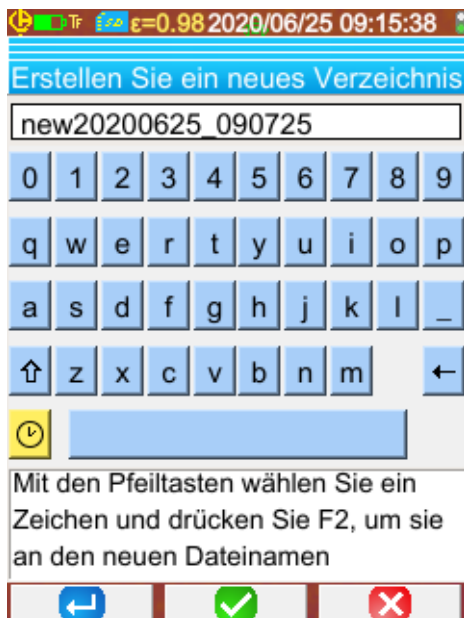 TF ε=0.98 2020/06/25 09:15:38
Erstellen Sie ein neues Verzeichnis
new20200625_090725
0 1 2 3 4 5 6 7 8 9
q w e r t y u i o p
a s d f g h j k l _
⇧ z x c v b n m ←
Mit den Pfeiltasten wählen Sie ein
Zeichen und drücken Sie F2, um sie
an den neuen Dateinamen